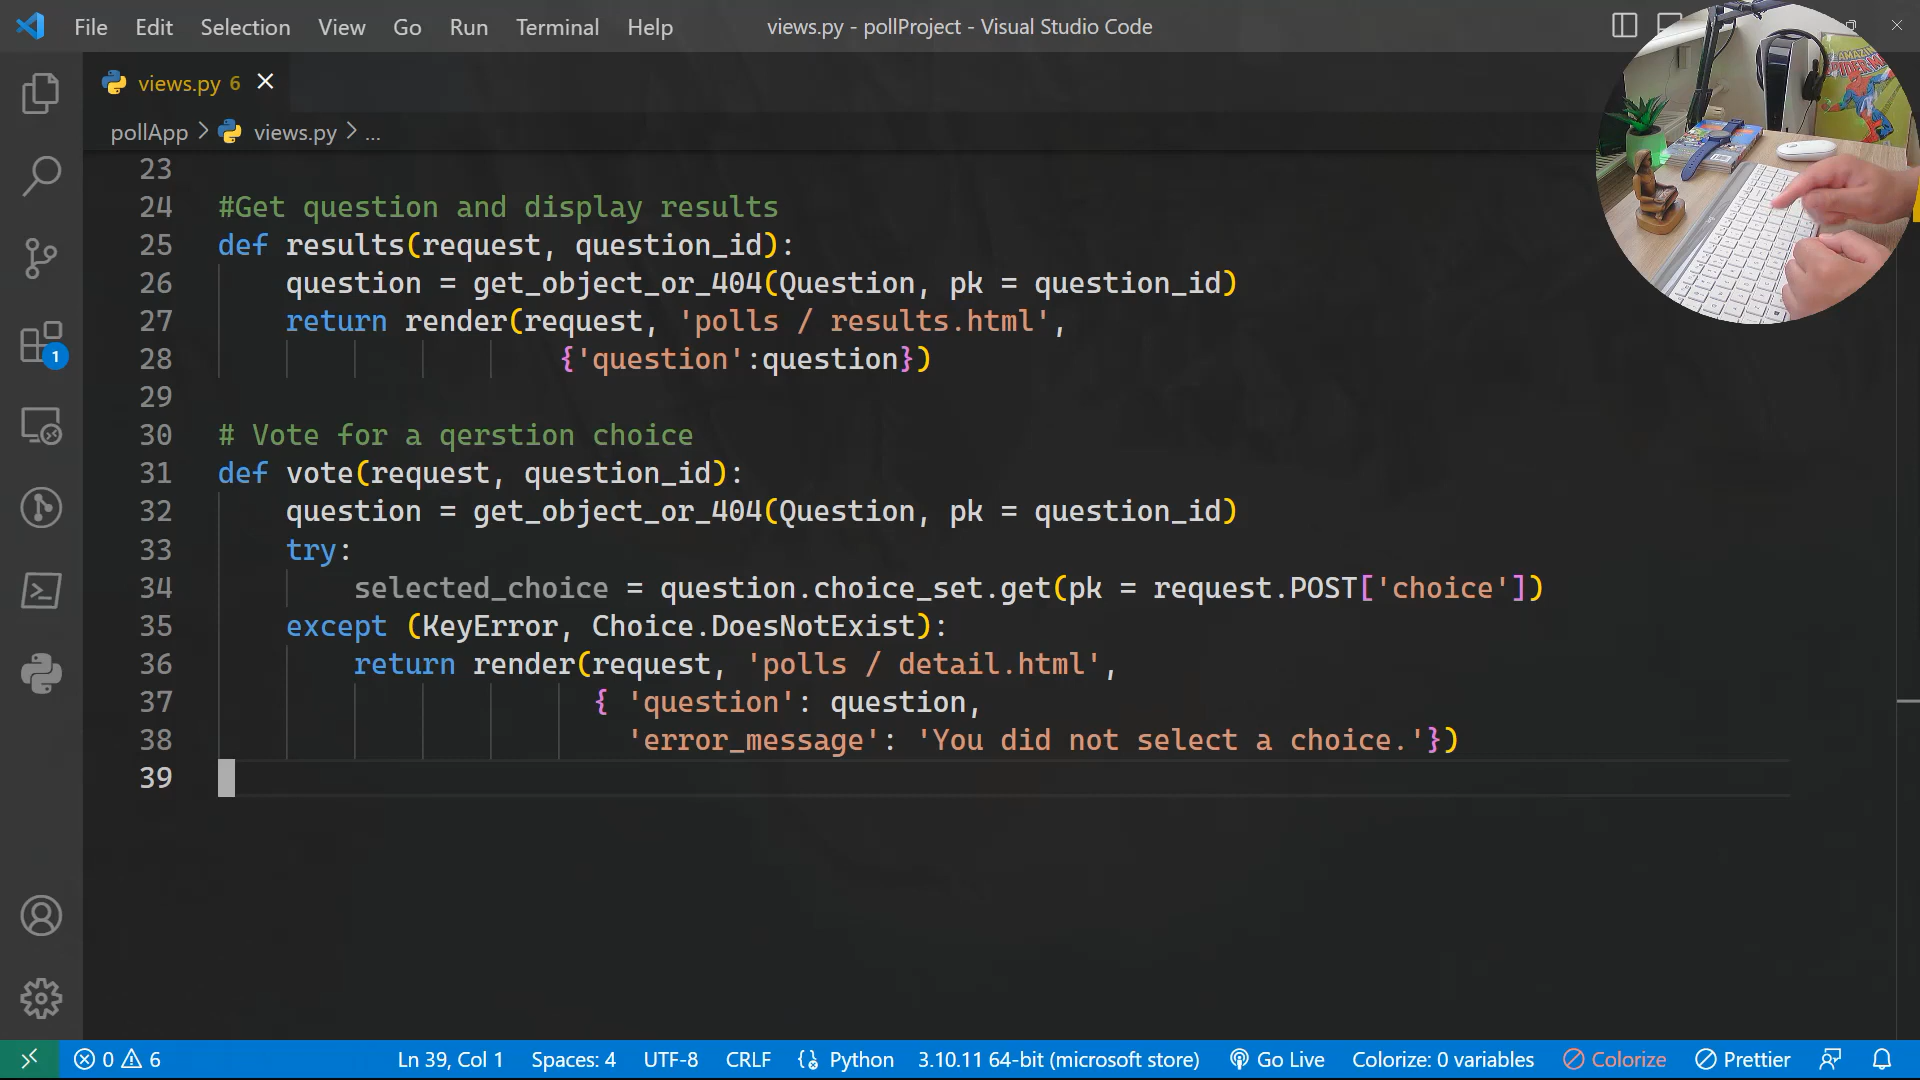 File Edit Selection View Go Run Terminal Help views.py - pollProject - Visual Studio Code
views.py 6
pollApp > views.py > ...
23
24 #Get question and display results
25 def results(request, question_id):
26 question = get_object_or_404(Question, pk = question_id)
27 return render(request, 'polls / results.html',
28 {'question':question})
29
30 # Vote for a qerstion choice
31 def vote(request, question_id):
32 question = get_object_or_404(Question, pk = question_id)
33 try:
34 selected_choice = question.choice_set.get(pk = request.POST['choice'])
35 except (KeyError, Choice.DoesNotExist):
36 return render(request, 'polls / detail.html',
37 { 'question': question,
38 'error_message': 'You did not select a choice.'})
39
1
AMAZING
SPIDER-MAN
0 6 Ln 39, Col 1 Spaces: 4 UTF-8 CRLF Python 3.10.11 64-bit (microsoft store) Go Live Colorize: 0 variables Colorize Prettier